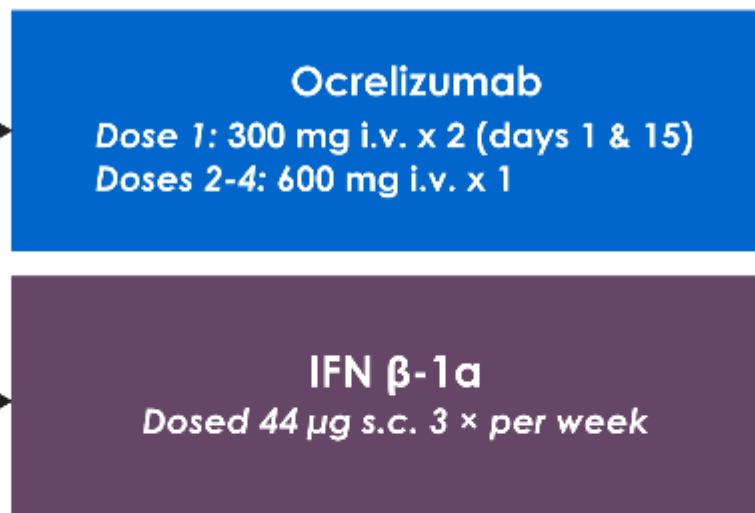 Ocrelizumab
Dose 1: 300 mg i.v. x 2 (days 1 & 15)
Doses 2-4: 600 mg i.v. x 1
IFN β-1a
Dosed 44 µg s.c. 3 × per week